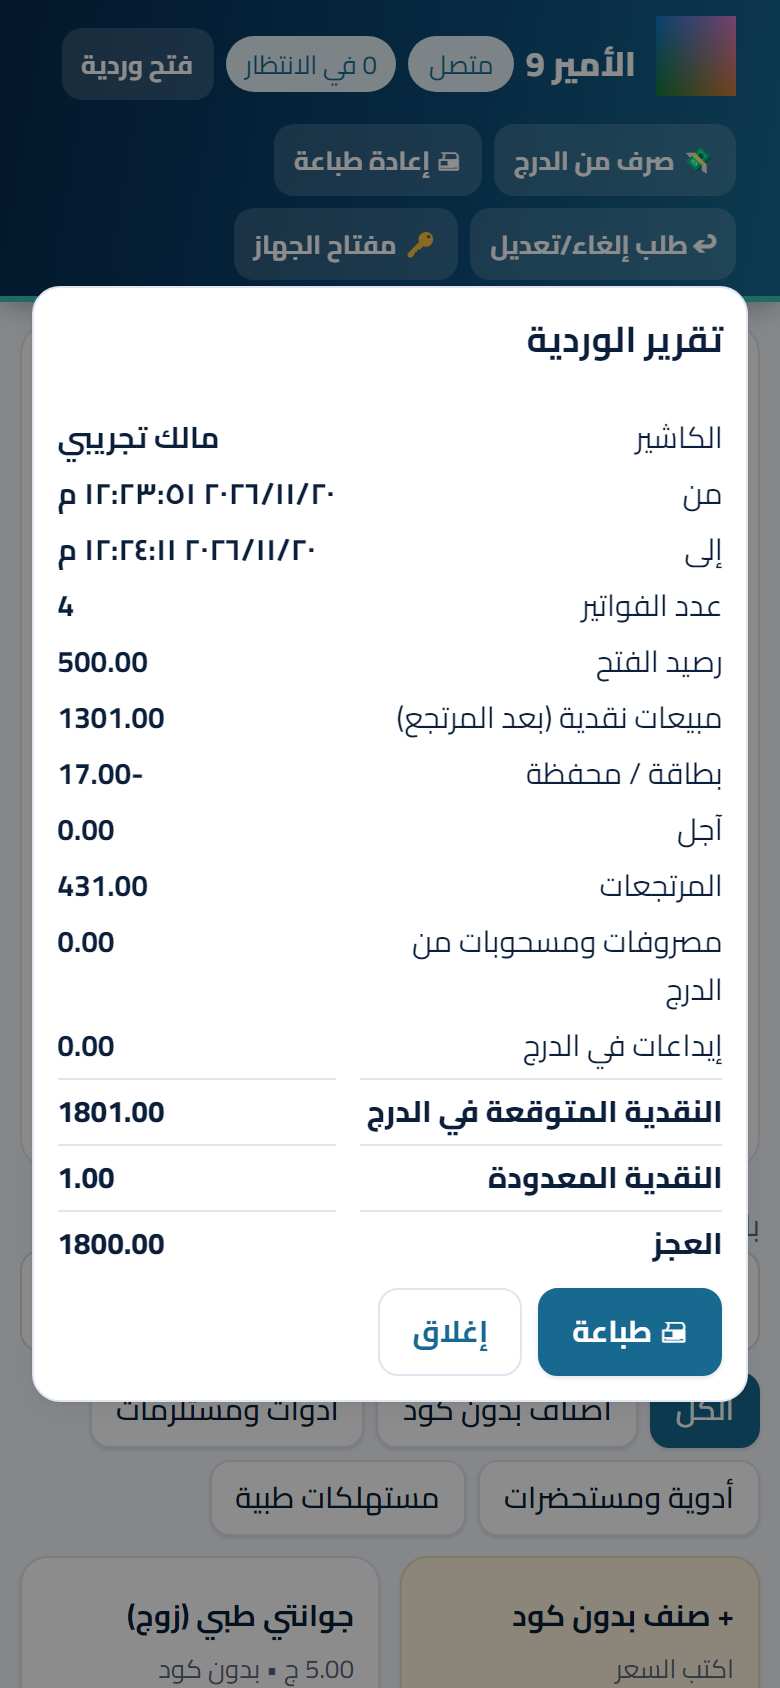 الأمير 9
متصل
0 في الانتظار
فتح وردية
💸 صرف من الدرج
إعادة طباعة
↩ طلب إلغاء/تعديل
🔑 مفتاح الجهاز
تقرير الوردية
الكاشير مالك تجريبي
من ٢٠٢٦/١١/٢٠ ١٢:٢٣:٥١ م
إلى ٢٠٢٦/١١/٢٠ ١٢:٢٤:١١ م
عدد الفواتير 4
رصيد الفتح 500.00
مبيعات نقدية (بعد المرتجع) 1301.00
بطاقة / محفظة 17.00-
آجل 0.00
المرتجعات 431.00
مصروفات ومسحوبات من 0.00
الدرج
إيداعات في الدرج 0.00
النقدية المتوقعة في الدرج 1801.00
النقدية المعدودة 1.00
العجز 1800.00
طباعة
إغلاق
الكل
أصناف بدون كود
أدوات ومستلزمات
أدوية ومستحضرات
مستهلكات طبية
+ صنف بدون كود
اكتب السعر
جوانتي طبي (زوج)
5.00 ج • بدون كود